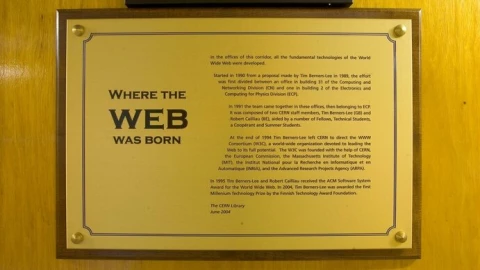 WHERE THE
WEB
WAS BORN
In the offices of this corridor, all the fundamental technologies of the World
Wide Web were developed.
Started in 1990 from a proposal made by Tim Berners-Lee in 1989, the effort
was first divided between an office in building 31 of the Computing and
Networking Division (CN) and one in building 2 of the Electronics and
Computing for Physics Division (ECP).
In 1991 the team came together in these offices, then belonging to ECP.
It was composed of two CERN staff members, Tim Berners-Lee (GB) and
Robert Cailliau (BE), aided by a number of Fellows, Technical Students,
a Coopérant and Summer Students.
At the end of 1994 Tim Berners-Lee left CERN to direct the WWW
Consortium (W3C), a world-wide organization devoted to leading the
Web to its full potential. The W3C was founded with the help of CERN,
the European Commission, the Massachusetts Institute of Technology
(MIT), the Institut National pour la Recherche en Informatique et en
Automatique (INRIA), and the Advanced Research Projects Agency (ARPA).
In 1995 Tim Berners-Lee and Robert Cailliau received the ACM Software System
Award for the World Wide Web. In 2004, Tim Berners-Lee was awarded the first
Millennium Technology Prize by the Finnish Technology Award Foundation.
The CERN Library
June 2004